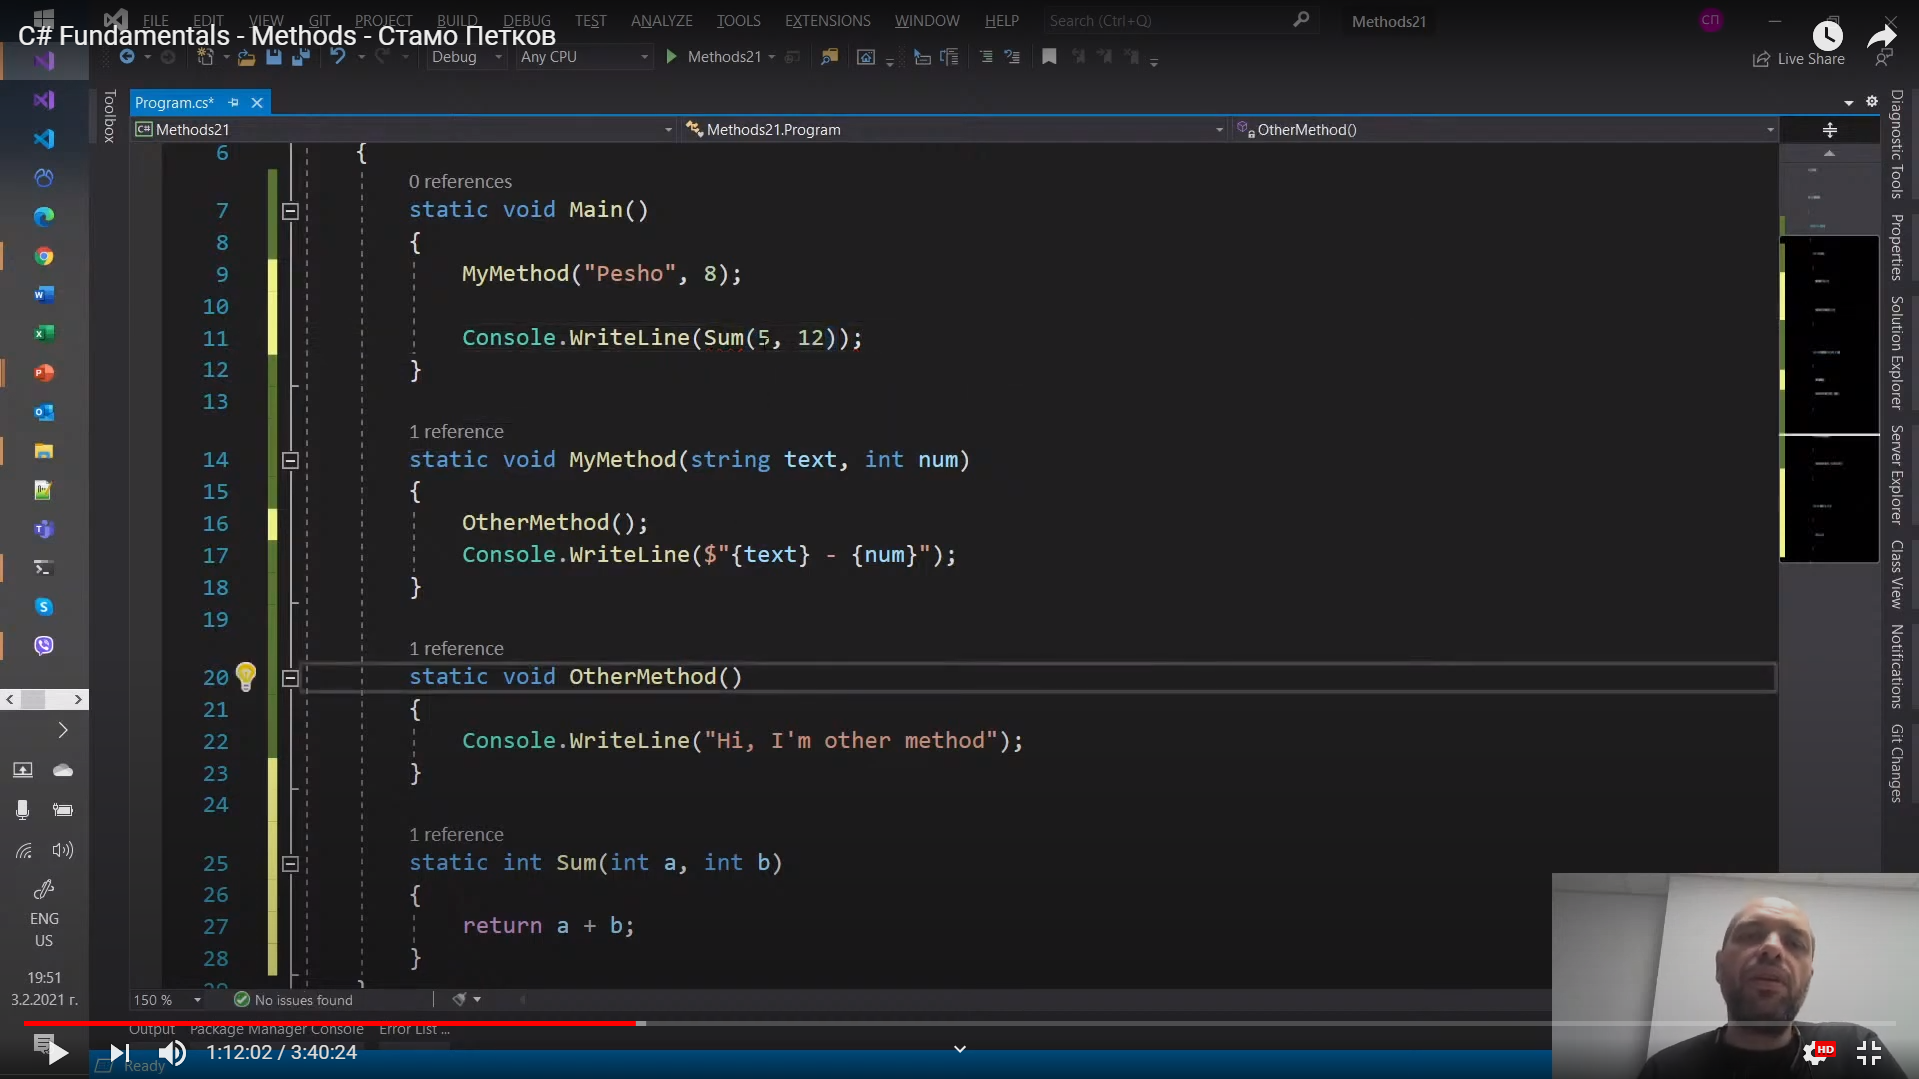 FILE EDIT VIEW GIT PROJECT BUILD DEBUG TEST ANALYZE TOOLS EXTENSIONS WINDOW HELP Search (Ctrl+Q) Methods21 СП
C# Fundamentals - Methods - Стамо Петков
Debug Any CPU Methods21 Live Share
Toolbox
Program.cs*
C# Methods21 Methods21.Program OtherMethod()
6 {
0 references
7 static void Main()
8 {
9 MyMethod("Pesho", 8);
10
11 Console.WriteLine(Sum(5, 12));
12 }
13
1 reference
14 static void MyMethod(string text, int num)
15 {
16 OtherMethod();
17 Console.WriteLine($"{text} - {num}");
18 }
19
1 reference
20 static void OtherMethod()
21 {
22 Console.WriteLine("Hi, I'm other method");
23 }
24
1 reference
25 static int Sum(int a, int b)
26 {
27 return a + b;
28 }
29 }
Diagnostic Tools
Properties
Solution Explorer
Server Explorer
Class View
Notifications
Git Changes
ENG
US
19:51
3.2.2021 г.
150 % No issues found
Output Package Manager Console Error List ...
1:12:02 / 3:40:24
HD
Ready